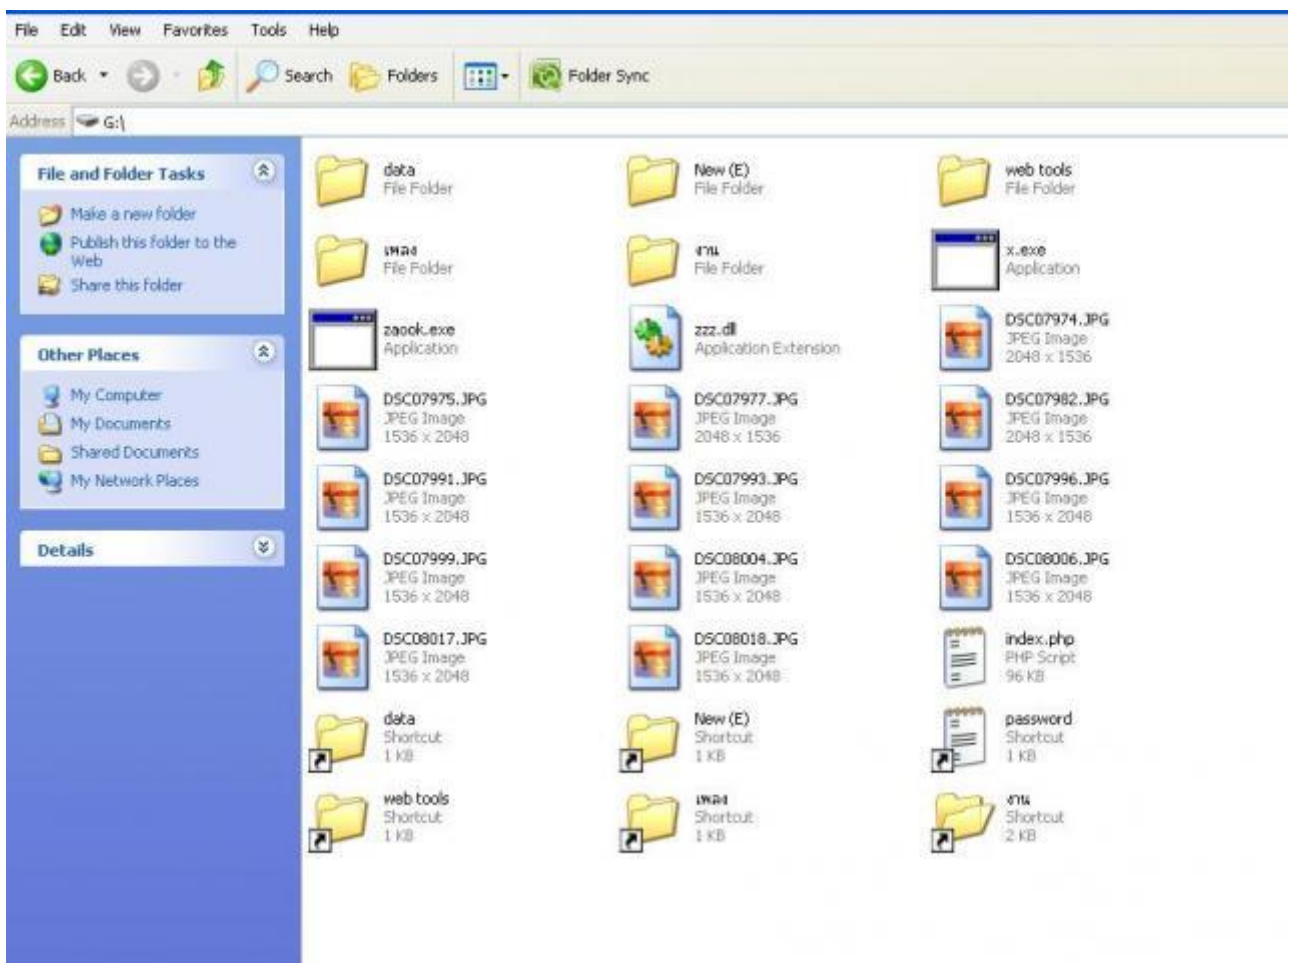 File Edit View Favorites Tools Help
Back Search Folders Folder Sync
Address G:\
File and Folder Tasks
Make a new folder
Publish this folder to the
Web
Share this folder
Other Places
My Computer
My Documents
Shared Documents
My Network Places
Details
data
File Folder
New (E)
File Folder
web tools
File Folder
เพลง
File Folder
งาน
File Folder
x.exe
Application
zaook.exe
Application
zzz.dll
Application Extension
DSC07974.JPG
JPEG Image
2048 x 1536
DSC07975.JPG
JPEG Image
1536 x 2048
DSC07977.JPG
JPEG Image
2048 x 1536
DSC07982.JPG
JPEG Image
2048 x 1536
DSC07991.JPG
JPEG Image
1536 x 2048
DSC07993.JPG
JPEG Image
1536 x 2048
DSC07996.JPG
JPEG Image
1536 x 2048
DSC07999.JPG
JPEG Image
1536 x 2048
DSC08004.JPG
JPEG Image
1536 x 2048
DSC08006.JPG
JPEG Image
1536 x 2048
DSC08017.JPG
JPEG Image
1536 x 2048
DSC08018.JPG
JPEG Image
1536 x 2048
index.php
PHP Script
96 KB
data
Shortcut
1 KB
New (E)
Shortcut
1 KB
password
Shortcut
1 KB
web tools
Shortcut
1 KB
เพลง
Shortcut
1 KB
งาน
Shortcut
2 KB